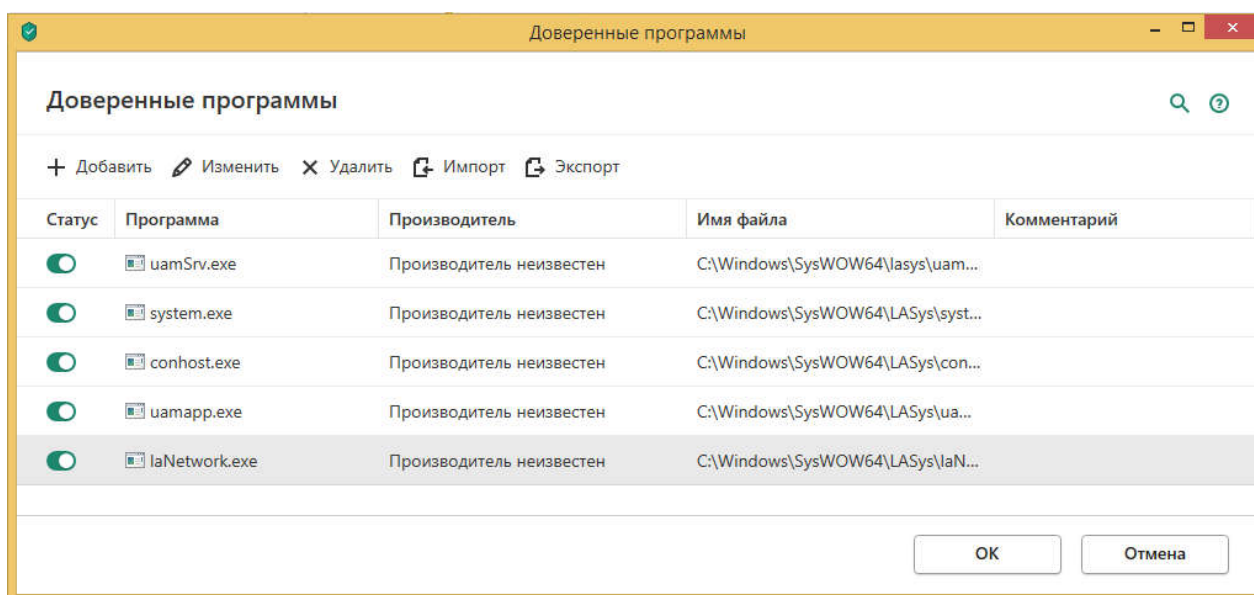 Доверенные программы
Доверенные программы
Добавить Изменить Удалить Импорт Экспорт
Статус Программа Производитель Имя файла Комментарий
uamSrv.exe Производитель неизвестен C:\Windows\SysWOW64\lasys\uam...
system.exe Производитель неизвестен C:\Windows\SysWOW64\LASys\syst...
conhost.exe Производитель неизвестен C:\Windows\SysWOW64\LASys\con...
uamapp.exe Производитель неизвестен C:\Windows\SysWOW64\LASys\ua...
laNetwork.exe Производитель неизвестен C:\Windows\SysWOW64\LASys\laN...
ОК Отмена